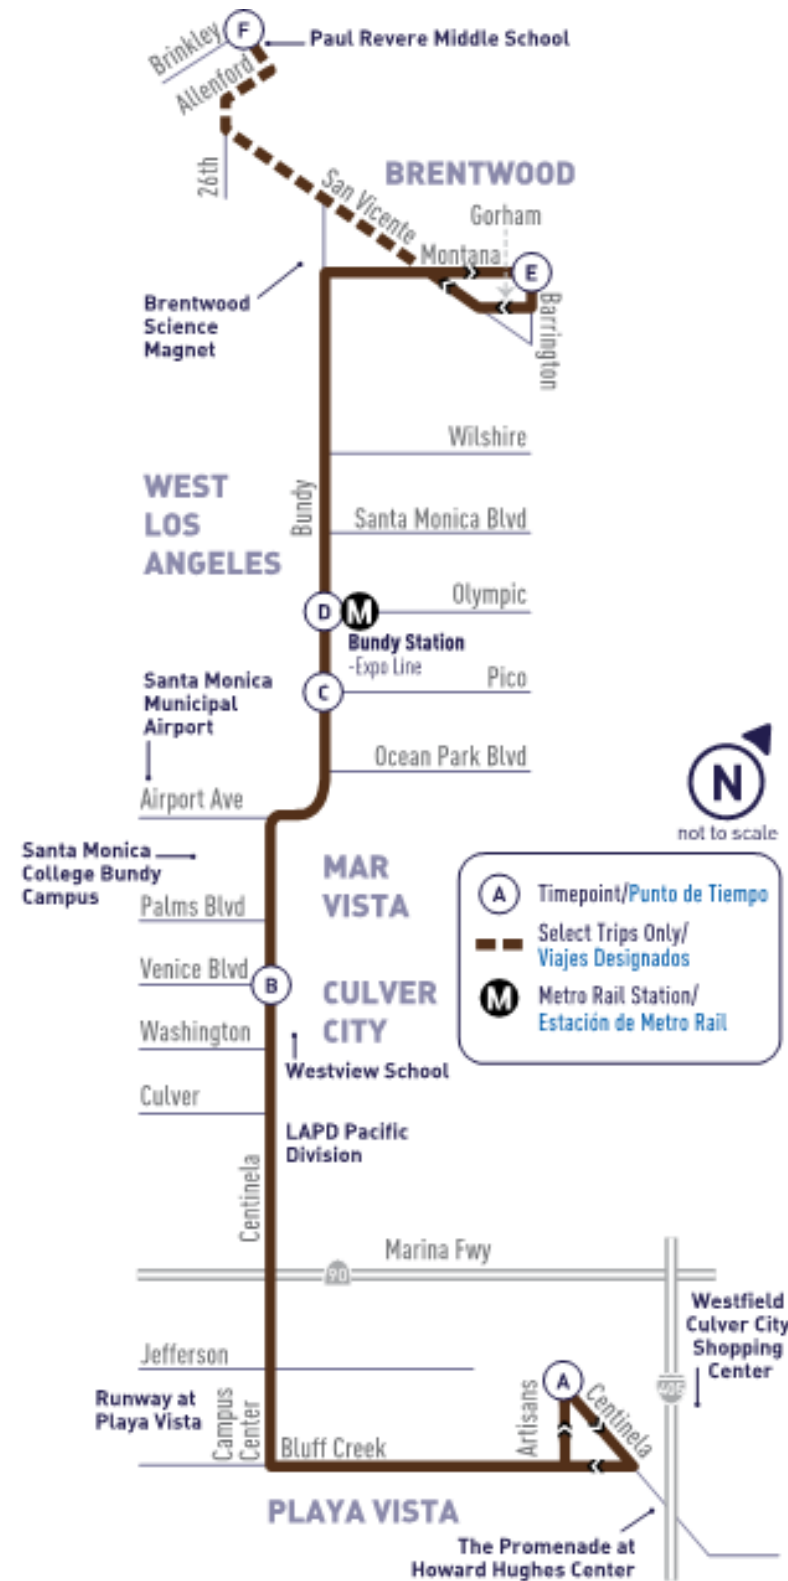 F
Paul Revere Middle School
Brinkley
Allenford
26th
San Vicente
BRENTWOOD
Gorham
Montana
E
Barrington
Brentwood
Science
Magnet
Wilshire
WEST
LOS
ANGELES
Bundy
Santa Monica Blvd
Olympic
D
M
Bundy Station
-Expo Line
Pico
C
Santa Monica
Municipal
Airport
Ocean Park Blvd
N
not to scale
Airport Ave
Santa Monica
College Bundy
Campus
MAR
VISTA
Palms Blvd
Venice Blvd
B
CULVER
CITY
Washington
Westview School
Culver
LAPD Pacific
Division
A
Timepoint/Punto de Tiempo
Select Trips Only/
Viajes Designados
M
Metro Rail Station/
Estación de Metro Rail
Centinela
Marina Fwy
90
Westfield
Culver City
Shopping
Center
405
Jefferson
Runway at
Playa Vista
Campus
Center
Bluff Creek
Artisans
A
Centinela
PLAYA VISTA
The Promenade at
Howard Hughes Center